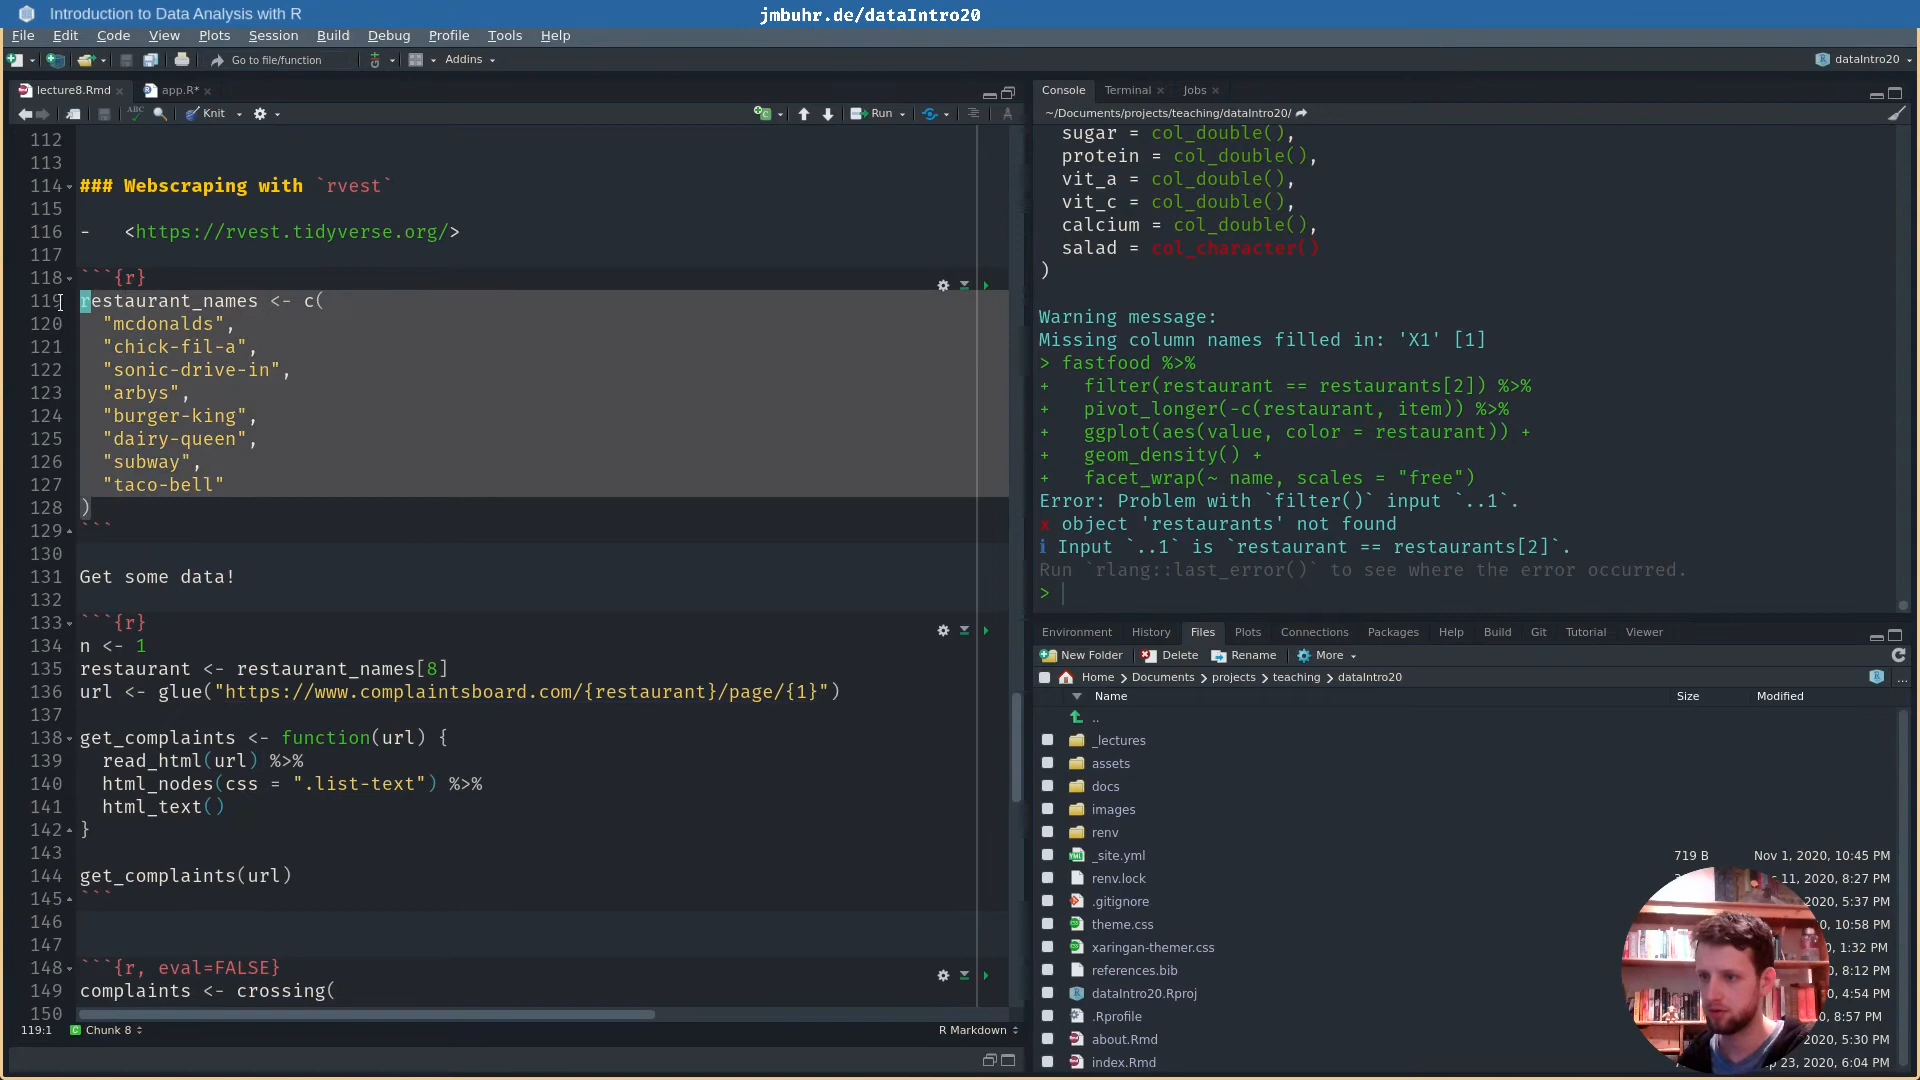 Introduction to Data Analysis with R
jmbuhr.de/dataIntro20
File Edit Code View Plots Session Build Debug Profile Tools Help
Go to file/function Addins dataIntro20
lecture8.Rmd app.R*
ABC Knit Run
112
113
114 ### Webscraping with `rvest`
115
116 -   <https://rvest.tidyverse.org/>
117
118 ```{r}
119 restaurant_names <- c(
120   "mcdonalds",
121   "chick-fil-a",
122   "sonic-drive-in",
123   "arbys",
124   "burger-king",
125   "dairy-queen",
126   "subway",
127   "taco-bell"
128 )
129 ```
130
131 Get some data!
132
133 ```{r}
134 n <- 1
135 restaurant <- restaurant_names[8]
136 url <- glue("https://www.complaintsboard.com/{restaurant}/page/{1}")
137
138 get_complaints <- function(url) {
139   read_html(url) %>%
140   html_nodes(css = ".list-text") %>%
141   html_text()
142 }
143
144 get_complaints(url)
145 ```
146
147
148 ```{r, eval=FALSE}
149 complaints <- crossing(
150
119:1 Chunk 8 R Markdown
Console Terminal Jobs
~/Documents/projects/teaching/dataIntro20/
sugar = col_double(),
protein = col_double(),
vit_a = col_double(),
vit_c = col_double(),
calcium = col_double(),
salad = col_character()
)
Warning message:
Missing column names filled in: 'X1' [1]
> fastfood %>%
+   filter(restaurant == restaurants[2]) %>%
+   pivot_longer(-c(restaurant, item)) %>%
+   ggplot(aes(value, color = restaurant)) +
+   geom_density() +
+   facet_wrap(~ name, scales = "free")
Error: Problem with `filter()` input `..1`.
x object 'restaurants' not found
ℹ Input `..1` is `restaurant == restaurants[2]`.
Run `rlang::last_error()` to see where the error occurred.
>
Environment History Files Plots Connections Packages Help Build Git Tutorial Viewer
New Folder Delete Rename More
Home Documents projects teaching dataIntro20 ...
Name Size Modified
..
_lectures
assets
docs
images
renv
_site.yml 719 B Nov 1, 2020, 10:45 PM
renv.lock 11, 2020, 8:27 PM
.gitignore 2020, 5:37 PM
theme.css 2020, 10:58 PM
xaringan-themer.css 2020, 1:32 PM
references.bib 2020, 8:12 PM
dataIntro20.Rproj 2020, 4:54 PM
.Rprofile 2020, 8:57 PM
about.Rmd 2020, 5:30 PM
index.Rmd 23, 2020, 6:04 PM